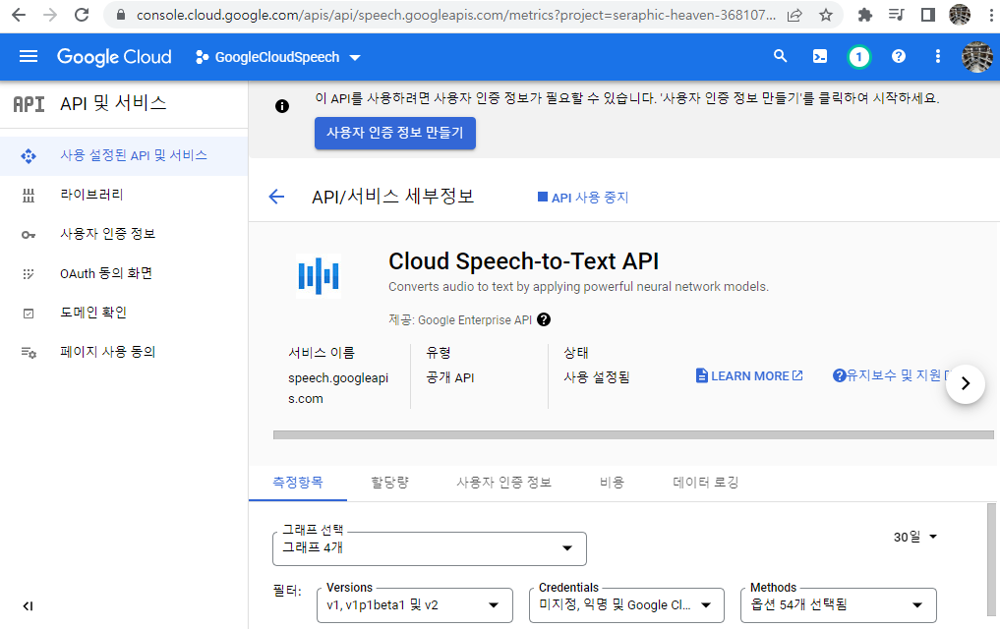 console.cloud.google.com/apis/api/speech.googleapis.com/metrics?project=seraphic-heaven-368107...
Google Cloud
GoogleCloudSpeech
1
API API 및 서비스
이 API를 사용하려면 사용자 인증 정보가 필요할 수 있습니다. '사용자 인증 정보 만들기'를 클릭하여 시작하세요.
사용자 인증 정보 만들기
사용 설정된 API 및 서비스
라이브러리
사용자 인증 정보
OAuth 동의 화면
도메인 확인
페이지 사용 동의
API/서비스 세부정보
API 사용 중지
Cloud Speech-to-Text API
Converts audio to text by applying powerful neural network models.
제공: Google Enterprise API
서비스 이름
speech.googleapi
s.com
유형
공개 API
상태
사용 설정됨
LEARN MORE
유지보수 및 지원
측정항목 할당량 사용자 인증 정보 비용 데이터 로깅
그래프 선택
그래프 4개
30일
필터:
Versions
v1, v1p1beta1 및 v2
Credentials
미지정, 익명 및 Google Cl...
Methods
옵션 54개 선택됨